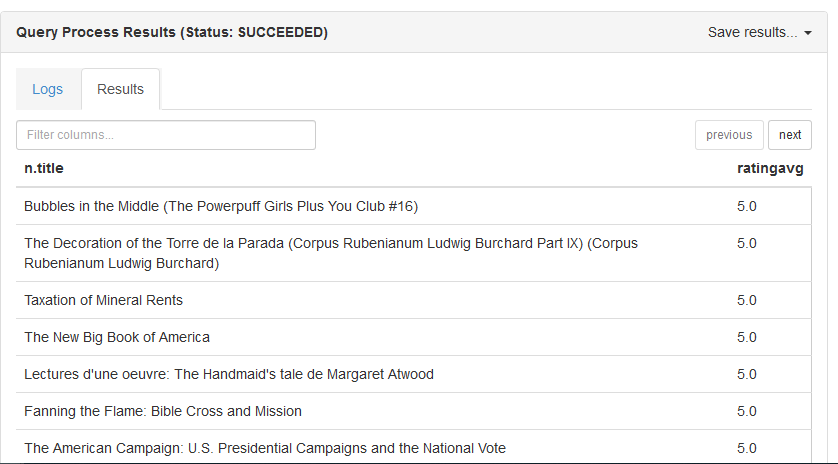 Query Process Results (Status: SUCCEEDED) Save results...
Logs Results
Filter columns... previous next
n.title ratingavg
Bubbles in the Middle (The Powerpuff Girls Plus You Club #16) 5.0
The Decoration of the Torre de la Parada (Corpus Rubenianum Ludwig Burchard Part IX) (Corpus 5.0
Rubenianum Ludwig Burchard)
Taxation of Mineral Rents 5.0
The New Big Book of America 5.0
Lectures d'une oeuvre: The Handmaid's tale de Margaret Atwood 5.0
Fanning the Flame: Bible Cross and Mission 5.0
The American Campaign: U.S. Presidential Campaigns and the National Vote 5.0